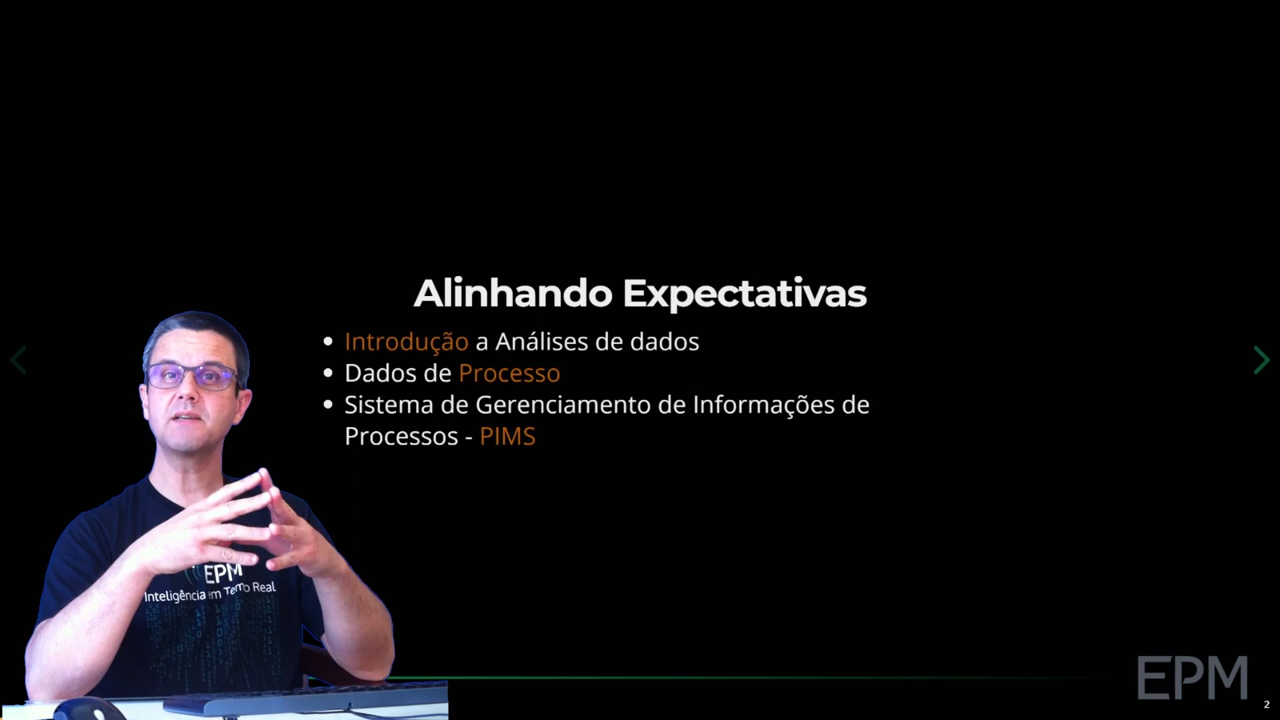 Alinhando Expectativas
Introdução a Análises de dados
Dados de Processo
Sistema de Gerenciamento de Informações de
Processos - PIMS
EPM
Inteligência em Tempo Real
EPM
2